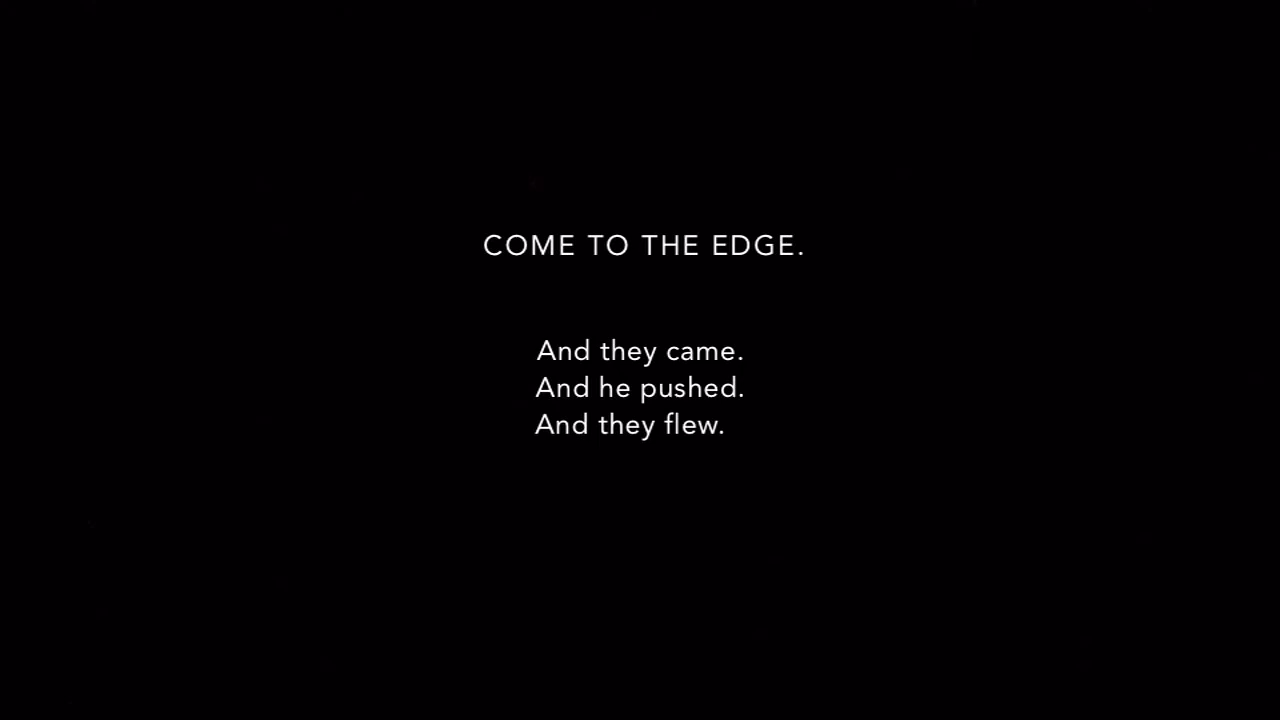 COME TO THE EDGE.
And they came.
And he pushed.
And they flew.